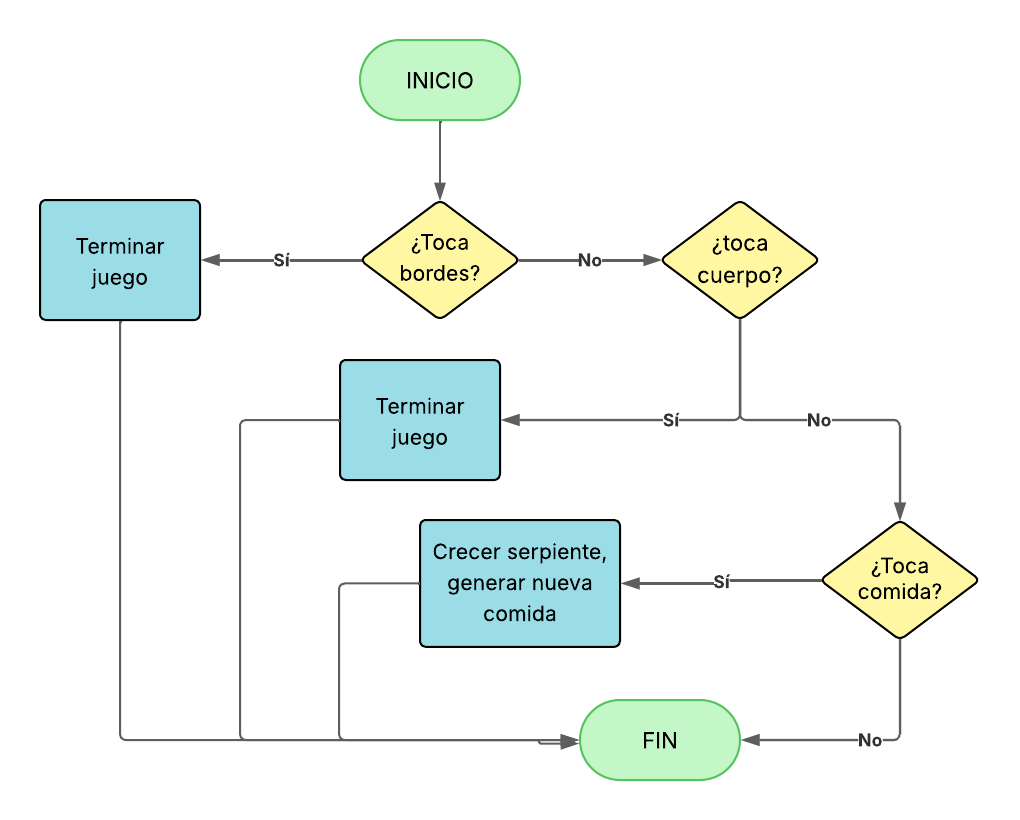 INICIO
Terminar
juego
Sí
¿Toca
bordes?
No
¿toca
cuerpo?
Terminar
juego
Sí
No
Crecer serpiente,
generar nueva
comida
Sí
¿Toca
comida?
FIN
No